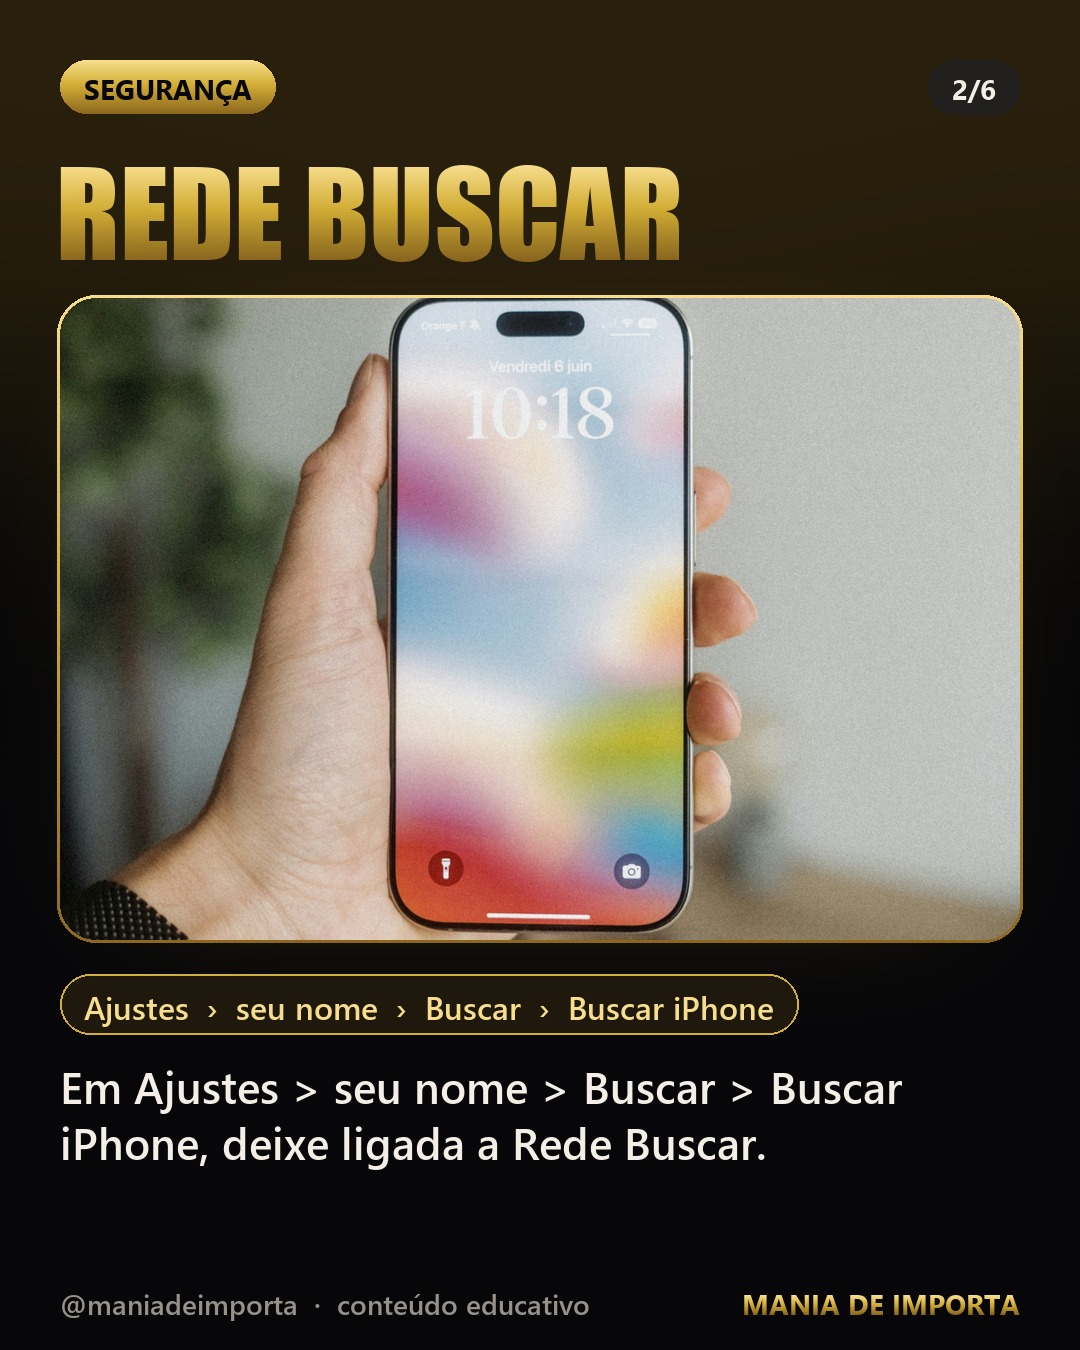 SEGURANÇA
2/6
REDE BUSCAR
Orange F
Vendredi 6 juin
10:18
Ajustes › seu nome › Buscar › Buscar iPhone
Em Ajustes > seu nome > Buscar > Buscar
iPhone, deixe ligada a Rede Buscar.
@maniadeimporta · conteúdo educativo
MANIA DE IMPORTA